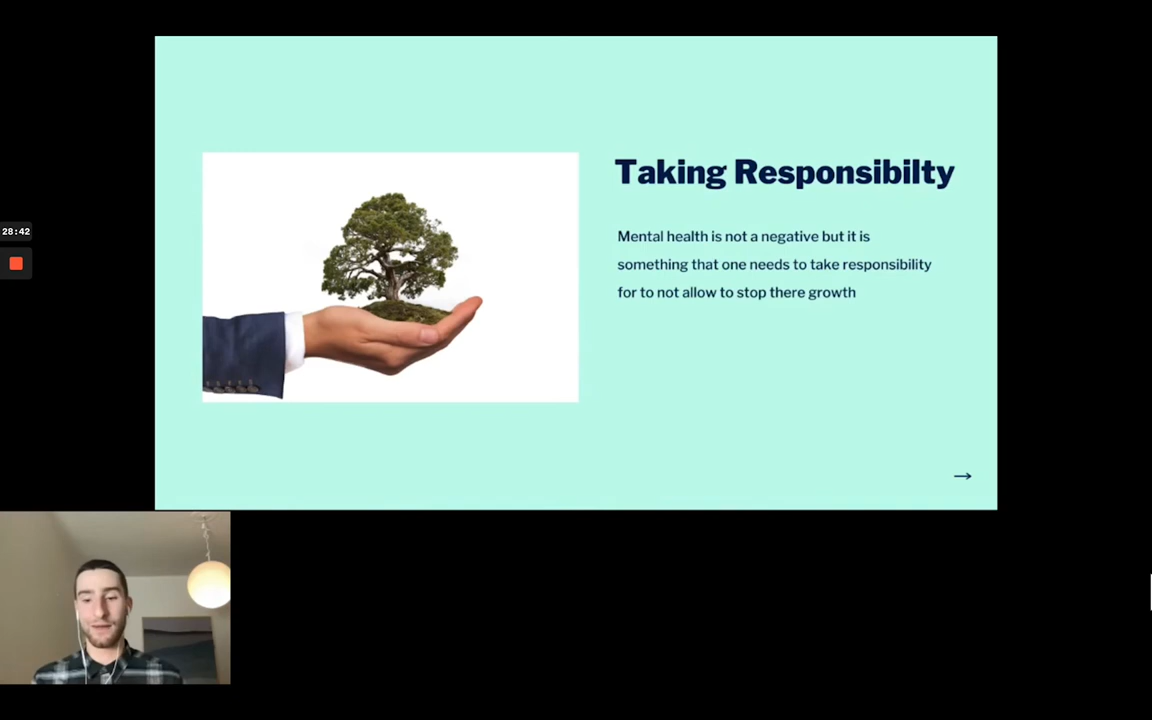 Taking Responsibilty
Mental health is not a negative but it is
something that one needs to take responsibility
for to not allow to stop there growth
28:42